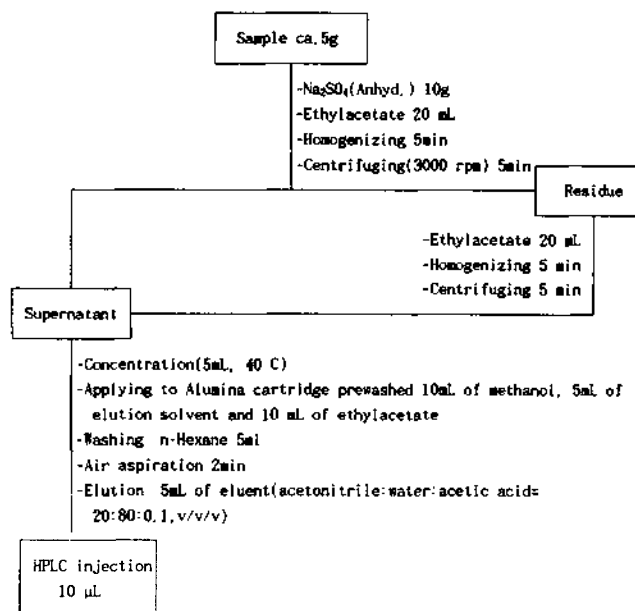 Sample ca.5g
-Na₂SO₄(Anhyd.) 10g
-Ethylacetate 20 mL
-Homogenizing 5min
-Centrifuging(3000 rpm) 5min
Residue
-Ethylacetate 20 mL
-Homogenizing 5 min
-Centrifuging 5 min
Supernatant
-Concentration(5mL, 40 C)
-Applying to Alumina cartridge prewashed 10mL of methanol, 5mL of
elution solvent and 10 mL of ethylacetate
-Washing n-Hexane 5ml
-Air aspiration 2min
-Elution 5mL of eluent(acetonitrile:water:acetic acid=
20:80:0.1,v/v/v)
HPLC injection
10 μL